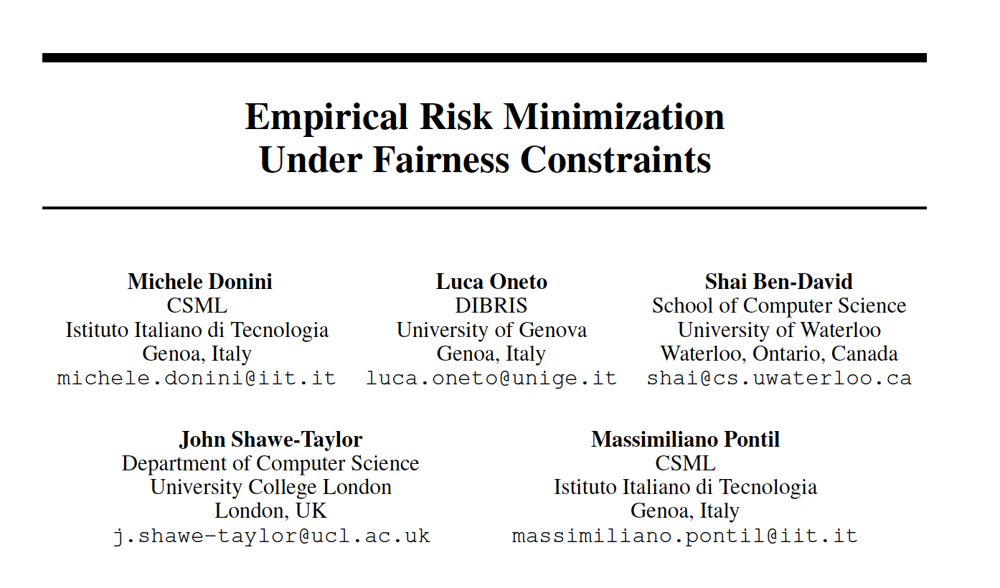 Empirical Risk Minimization
Under Fairness Constraints
Michele Donini
CSML
Istituto Italiano di Tecnologia
Genoa, Italy
michele.donini@iit.it
Luca Oneto
DIBRIS
University of Genova
Genoa, Italy
luca.oneto@unige.it
Shai Ben-David
School of Computer Science
University of Waterloo
Waterloo, Ontario, Canada
shai@cs.uwaterloo.ca
John Shawe-Taylor
Department of Computer Science
University College London
London, UK
j.shawe-taylor@ucl.ac.uk
Massimiliano Pontil
CSML
Istituto Italiano di Tecnologia
Genoa, Italy
massimiliano.pontil@iit.it